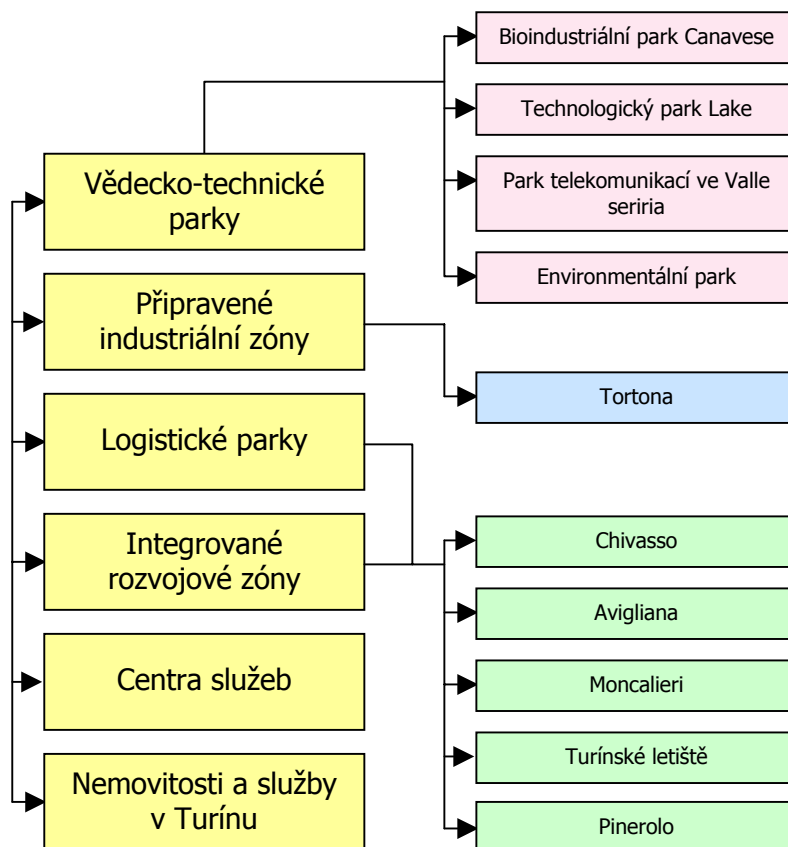 Vědecko-technické
parky
Připravené
industriální zóny
Logistické parky
Integrované
rozvojové zóny
Centra služeb
Nemovitosti a služby
v Turínu
Bioindustriální park Canavese
Technologický park Lake
Park telekomunikací ve Valle
seriria
Environmentální park
Tortona
Chivasso
Avigliana
Moncalieri
Turínské letiště
Pinerolo